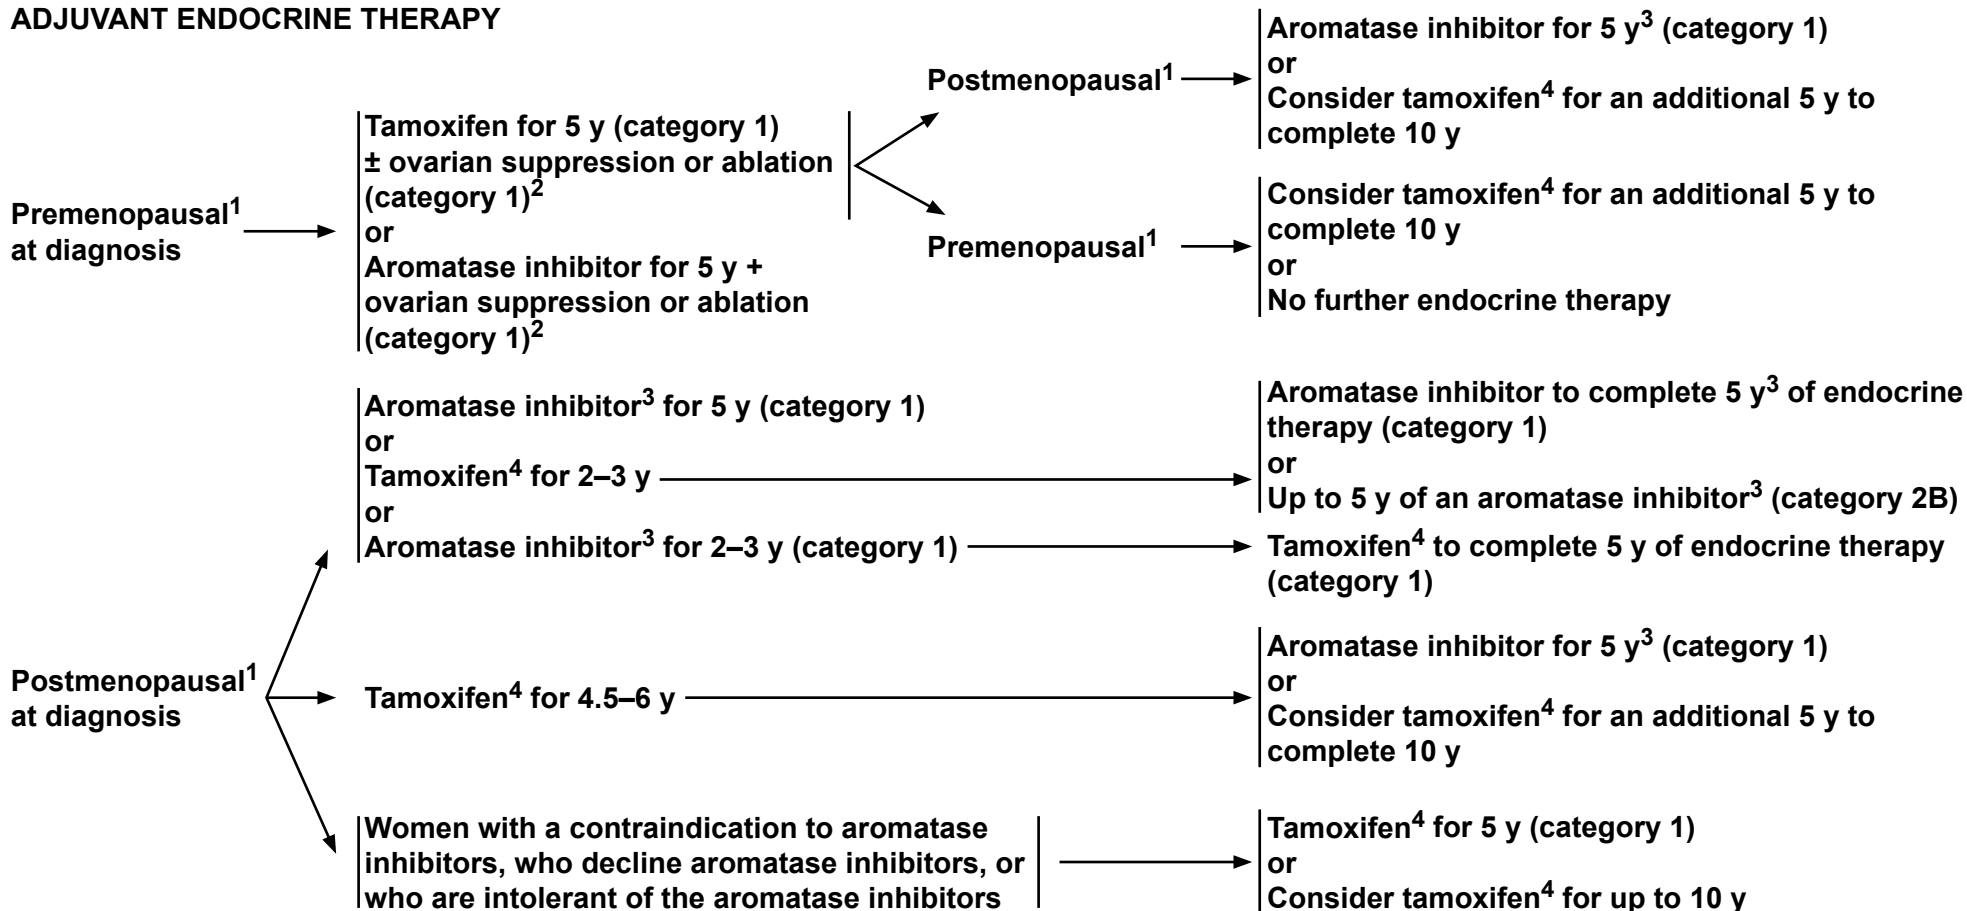 ADJUVANT ENDOCRINE THERAPY
Premenopausal1
at diagnosis
Tamoxifen for 5 y (category 1)
± ovarian suppression or ablation
(category 1)2
or
Aromatase inhibitor for 5 y +
ovarian suppression or ablation
(category 1)2
Postmenopausal1
Aromatase inhibitor for 5 y3 (category 1)
or
Consider tamoxifen4 for an additional 5 y to
complete 10 y
Premenopausal1
Consider tamoxifen4 for an additional 5 y to
complete 10 y
or
No further endocrine therapy
Postmenopausal1
at diagnosis
Aromatase inhibitor3 for 5 y (category 1)
or
Tamoxifen4 for 2–3 y
or
Aromatase inhibitor3 for 2–3 y (category 1)
Aromatase inhibitor to complete 5 y3 of endocrine
therapy (category 1)
or
Up to 5 y of an aromatase inhibitor3 (category 2B)
Tamoxifen4 to complete 5 y of endocrine therapy
(category 1)
Tamoxifen4 for 4.5–6 y
Aromatase inhibitor for 5 y3 (category 1)
or
Consider tamoxifen4 for an additional 5 y to
complete 10 y
Women with a contraindication to aromatase
inhibitors, who decline aromatase inhibitors, or
who are intolerant of the aromatase inhibitors
Tamoxifen4 for 5 y (category 1)
or
Consider tamoxifen4 for up to 10 y